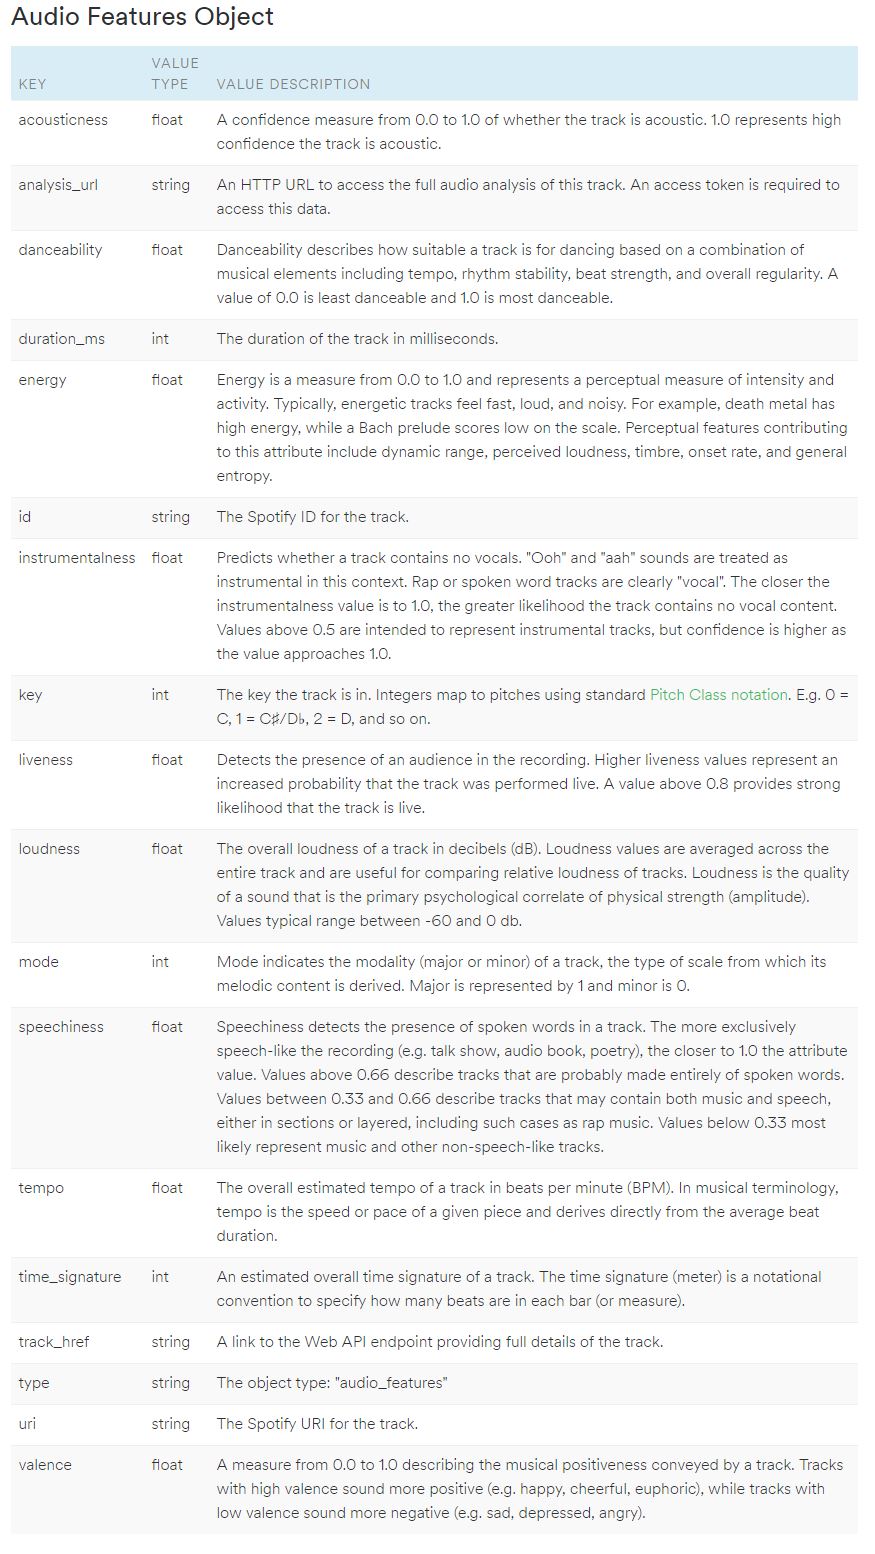 Audio Features Object
KEY VALUE TYPE VALUE DESCRIPTION
acousticness float A confidence measure from 0.0 to 1.0 of whether the track is acoustic. 1.0 represents high
confidence the track is acoustic.
analysis_url string An HTTP URL to access the full audio analysis of this track. An access token is required to
access this data.
danceability float Danceability describes how suitable a track is for dancing based on a combination of
musical elements including tempo, rhythm stability, beat strength, and overall regularity. A
value of 0.0 is least danceable and 1.0 is most danceable.
duration_ms int The duration of the track in milliseconds.
energy float Energy is a measure from 0.0 to 1.0 and represents a perceptual measure of intensity and
activity. Typically, energetic tracks feel fast, loud, and noisy. For example, death metal has
high energy, while a Bach prelude scores low on the scale. Perceptual features contributing
to this attribute include dynamic range, perceived loudness, timbre, onset rate, and general
entropy.
id string The Spotify ID for the track.
instrumentalness float Predicts whether a track contains no vocals. "Ooh" and "aah" sounds are treated as
instrumental in this context. Rap or spoken word tracks are clearly "vocal". The closer the
instrumentalness value is to 1.0, the greater likelihood the track contains no vocal content.
Values above 0.5 are intended to represent instrumental tracks, but confidence is higher as
the value approaches 1.0.
key int The key the track is in. Integers map to pitches using standard Pitch Class notation. E.g. 0 =
C, 1 = C♯/D♭, 2 = D, and so on.
liveness float Detects the presence of an audience in the recording. Higher liveness values represent an
increased probability that the track was performed live. A value above 0.8 provides strong
likelihood that the track is live.
loudness float The overall loudness of a track in decibels (dB). Loudness values are averaged across the
entire track and are useful for comparing relative loudness of tracks. Loudness is the quality
of a sound that is the primary psychological correlate of physical strength (amplitude).
Values typical range between -60 and 0 db.
mode int Mode indicates the modality (major or minor) of a track, the type of scale from which its
melodic content is derived. Major is represented by 1 and minor is 0.
speechiness float Speechiness detects the presence of spoken words in a track. The more exclusively
speech-like the recording (e.g. talk show, audio book, poetry), the closer to 1.0 the attribute
value. Values above 0.66 describe tracks that are probably made entirely of spoken words.
Values between 0.33 and 0.66 describe tracks that may contain both music and speech,
either in sections or layered, including such cases as rap music. Values below 0.33 most
likely represent music and other non-speech-like tracks.
tempo float The overall estimated tempo of a track in beats per minute (BPM). In musical terminology,
tempo is the speed or pace of a given piece and derives directly from the average beat
duration.
time_signature int An estimated overall time signature of a track. The time signature (meter) is a notational
convention to specify how many beats are in each bar (or measure).
track_href string A link to the Web API endpoint providing full details of the track.
type string The object type: "audio_features"
uri string The Spotify URI for the track.
valence float A measure from 0.0 to 1.0 describing the musical positiveness conveyed by a track. Tracks
with high valence sound more positive (e.g. happy, cheerful, euphoric), while tracks with
low valence sound more negative (e.g. sad, depressed, angry).